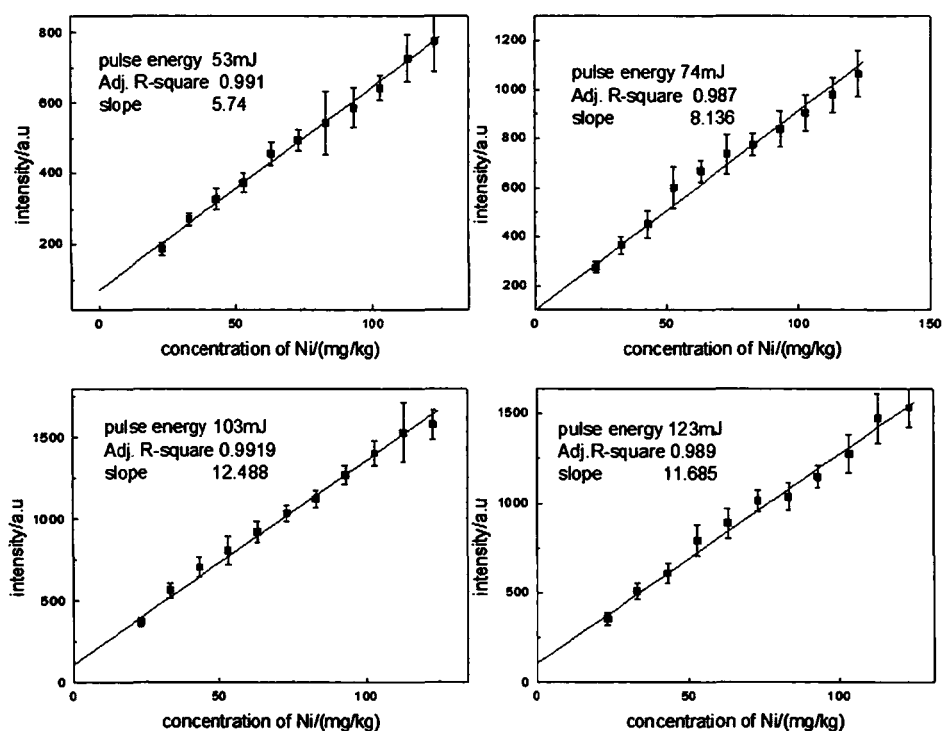 800
600
400
200
pulse energy 53mJ
Adj. R-square 0.991
slope 5.74
intensity/a.u
0
50
100
concentration of Ni/(mg/kg)
1200
1000
800
600
400
200
pulse energy 74mJ
Adj. R-square 0.987
slope 8.136
intensity/a.u
0
50
100
150
concentration of Ni/(mg/kg)
1500
1000
500
0
pulse energy 103mJ
Adj. R-square 0.9919
slope 12.488
intensity/a.u
0
50
100
concentration of Ni/(mg/kg)
1500
1000
500
0
pulse energy 123mJ
Adj. R-square 0.989
slope 11.685
intensity/a.u
0
50
100
concentration of Ni/(mg/kg)